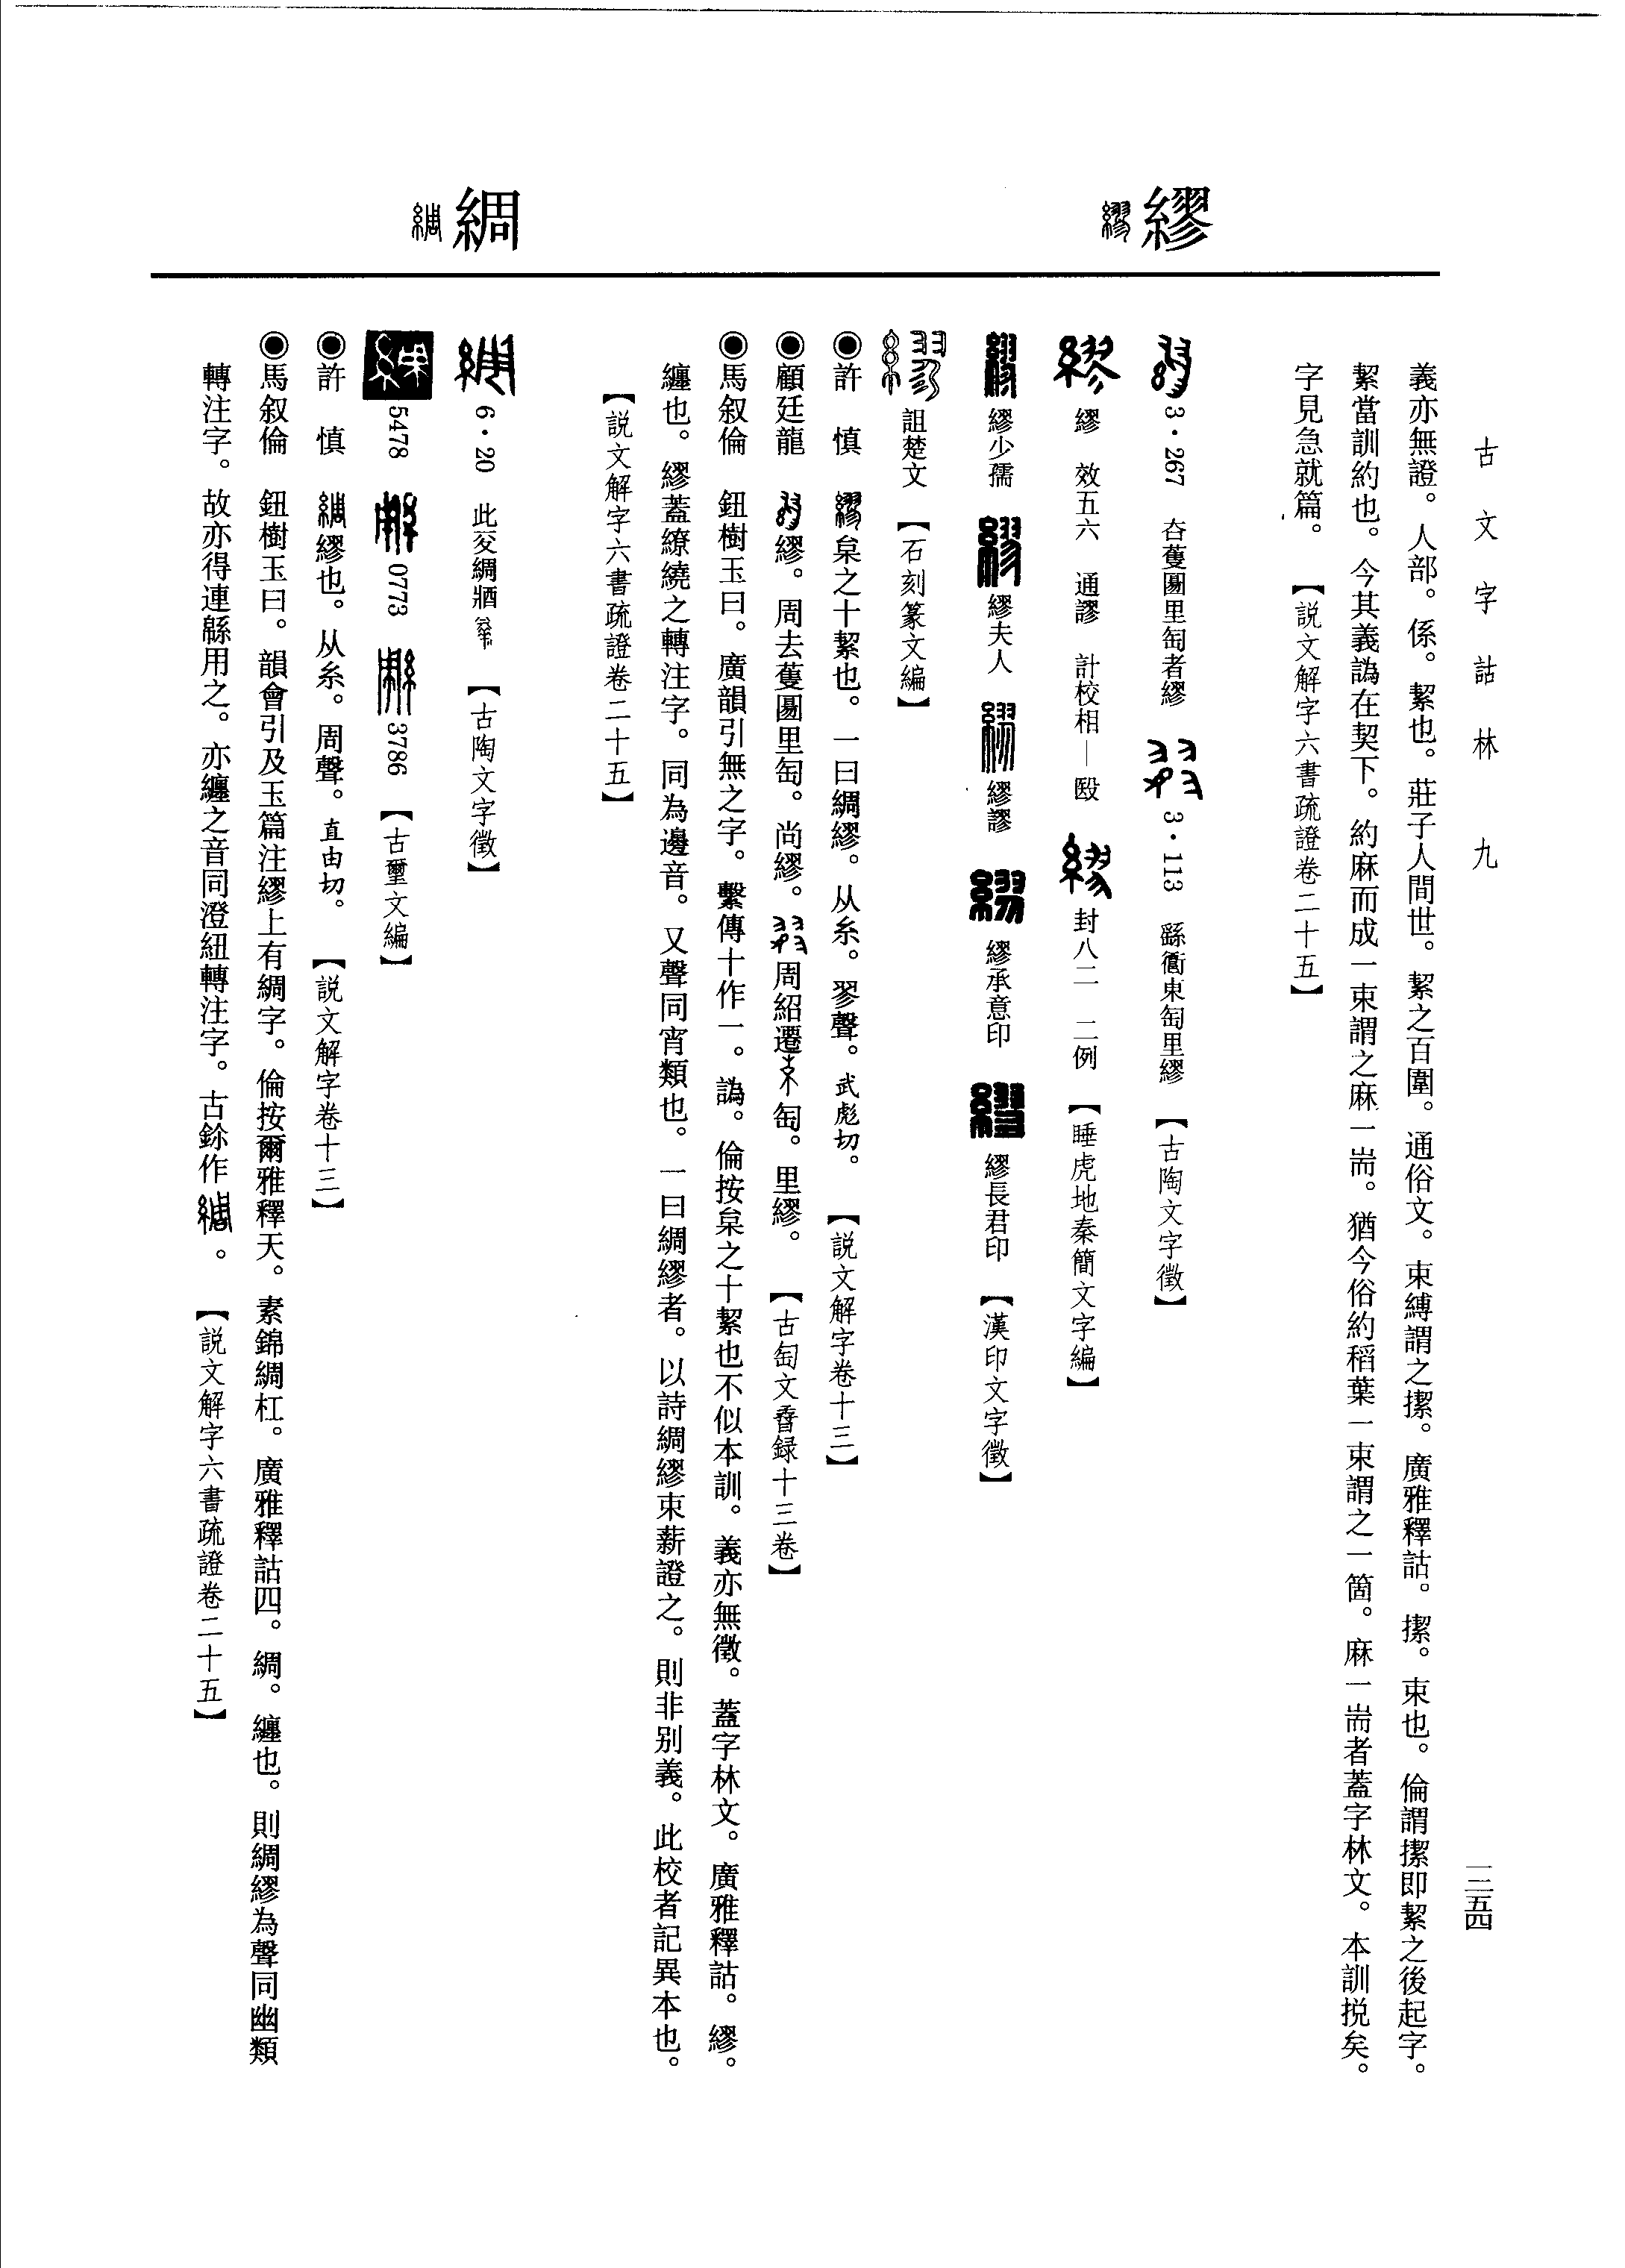 古文字詁林　九
一二五四
義亦無證。人部。係。絜也。莊子人間世。絜之百圍。通俗文。束縛謂之㩢。廣雅釋詁。㩢。束也。倫謂㩢即絜之後起字。
絜當訓約也。今其義譌在契下。約麻而成一束謂之麻一耑。猶今俗約稻葉一束謂之一箇。麻一耑者蓋字林文。本訓挩矣。
字見急就篇。【說文解字六書疏證卷二十五】
繆
3·267　蒦圆里匋者繆　3·113　繇衢東匋里繆　【古陶文字徵】
繆　效五六　通謬　計校相—殹　封八二　二例　【睡虎地秦簡文字編】
繆少孺　繆夫人　繆謬　繆承意印　繆長君印　【漢印文字徵】
詛楚文　【石刻篆文編】
◉許　慎　枲之十絜也。一曰綢繆。从糸。翏聲。武彪切。　【說文解字卷十三】
◉顧廷龍　繆。周去蒦圆里匋。尚繆。周紹遷匋。里繆。　【古匋文孴録十三卷】
◉馬叙倫　鈕樹玉曰。廣韻引無之字。繫傳十作一。譌。倫按枲之十絜也不似本訓。義亦無徵。蓋字林文。廣雅釋詁。繆。
纏也。繆蓋繚繞之轉注字。同為邊音。又聲同宵類也。一曰綢繆者。以詩綢繆束薪證之。則非别義。此校者記異本也。
【說文解字六書疏證卷二十五】
綢
6·20　此㚆綢牆　【古陶文字徵】
5478　0773　3786　【古璽文編】
◉許　慎　繆也。从糸。周聲。直由切。　【說文解字卷十三】
◉馬叙倫　鈕樹玉曰。韻會引及玉篇注繆上有綢字。倫按爾雅釋天。素錦綢杠。廣雅釋詁四。綢。纏也。則綢繆為聲同幽類
轉注字。故亦得連緜用之。亦纏之音同澄紐轉注字。古鉨作。　【說文解字六書疏證卷二十五】